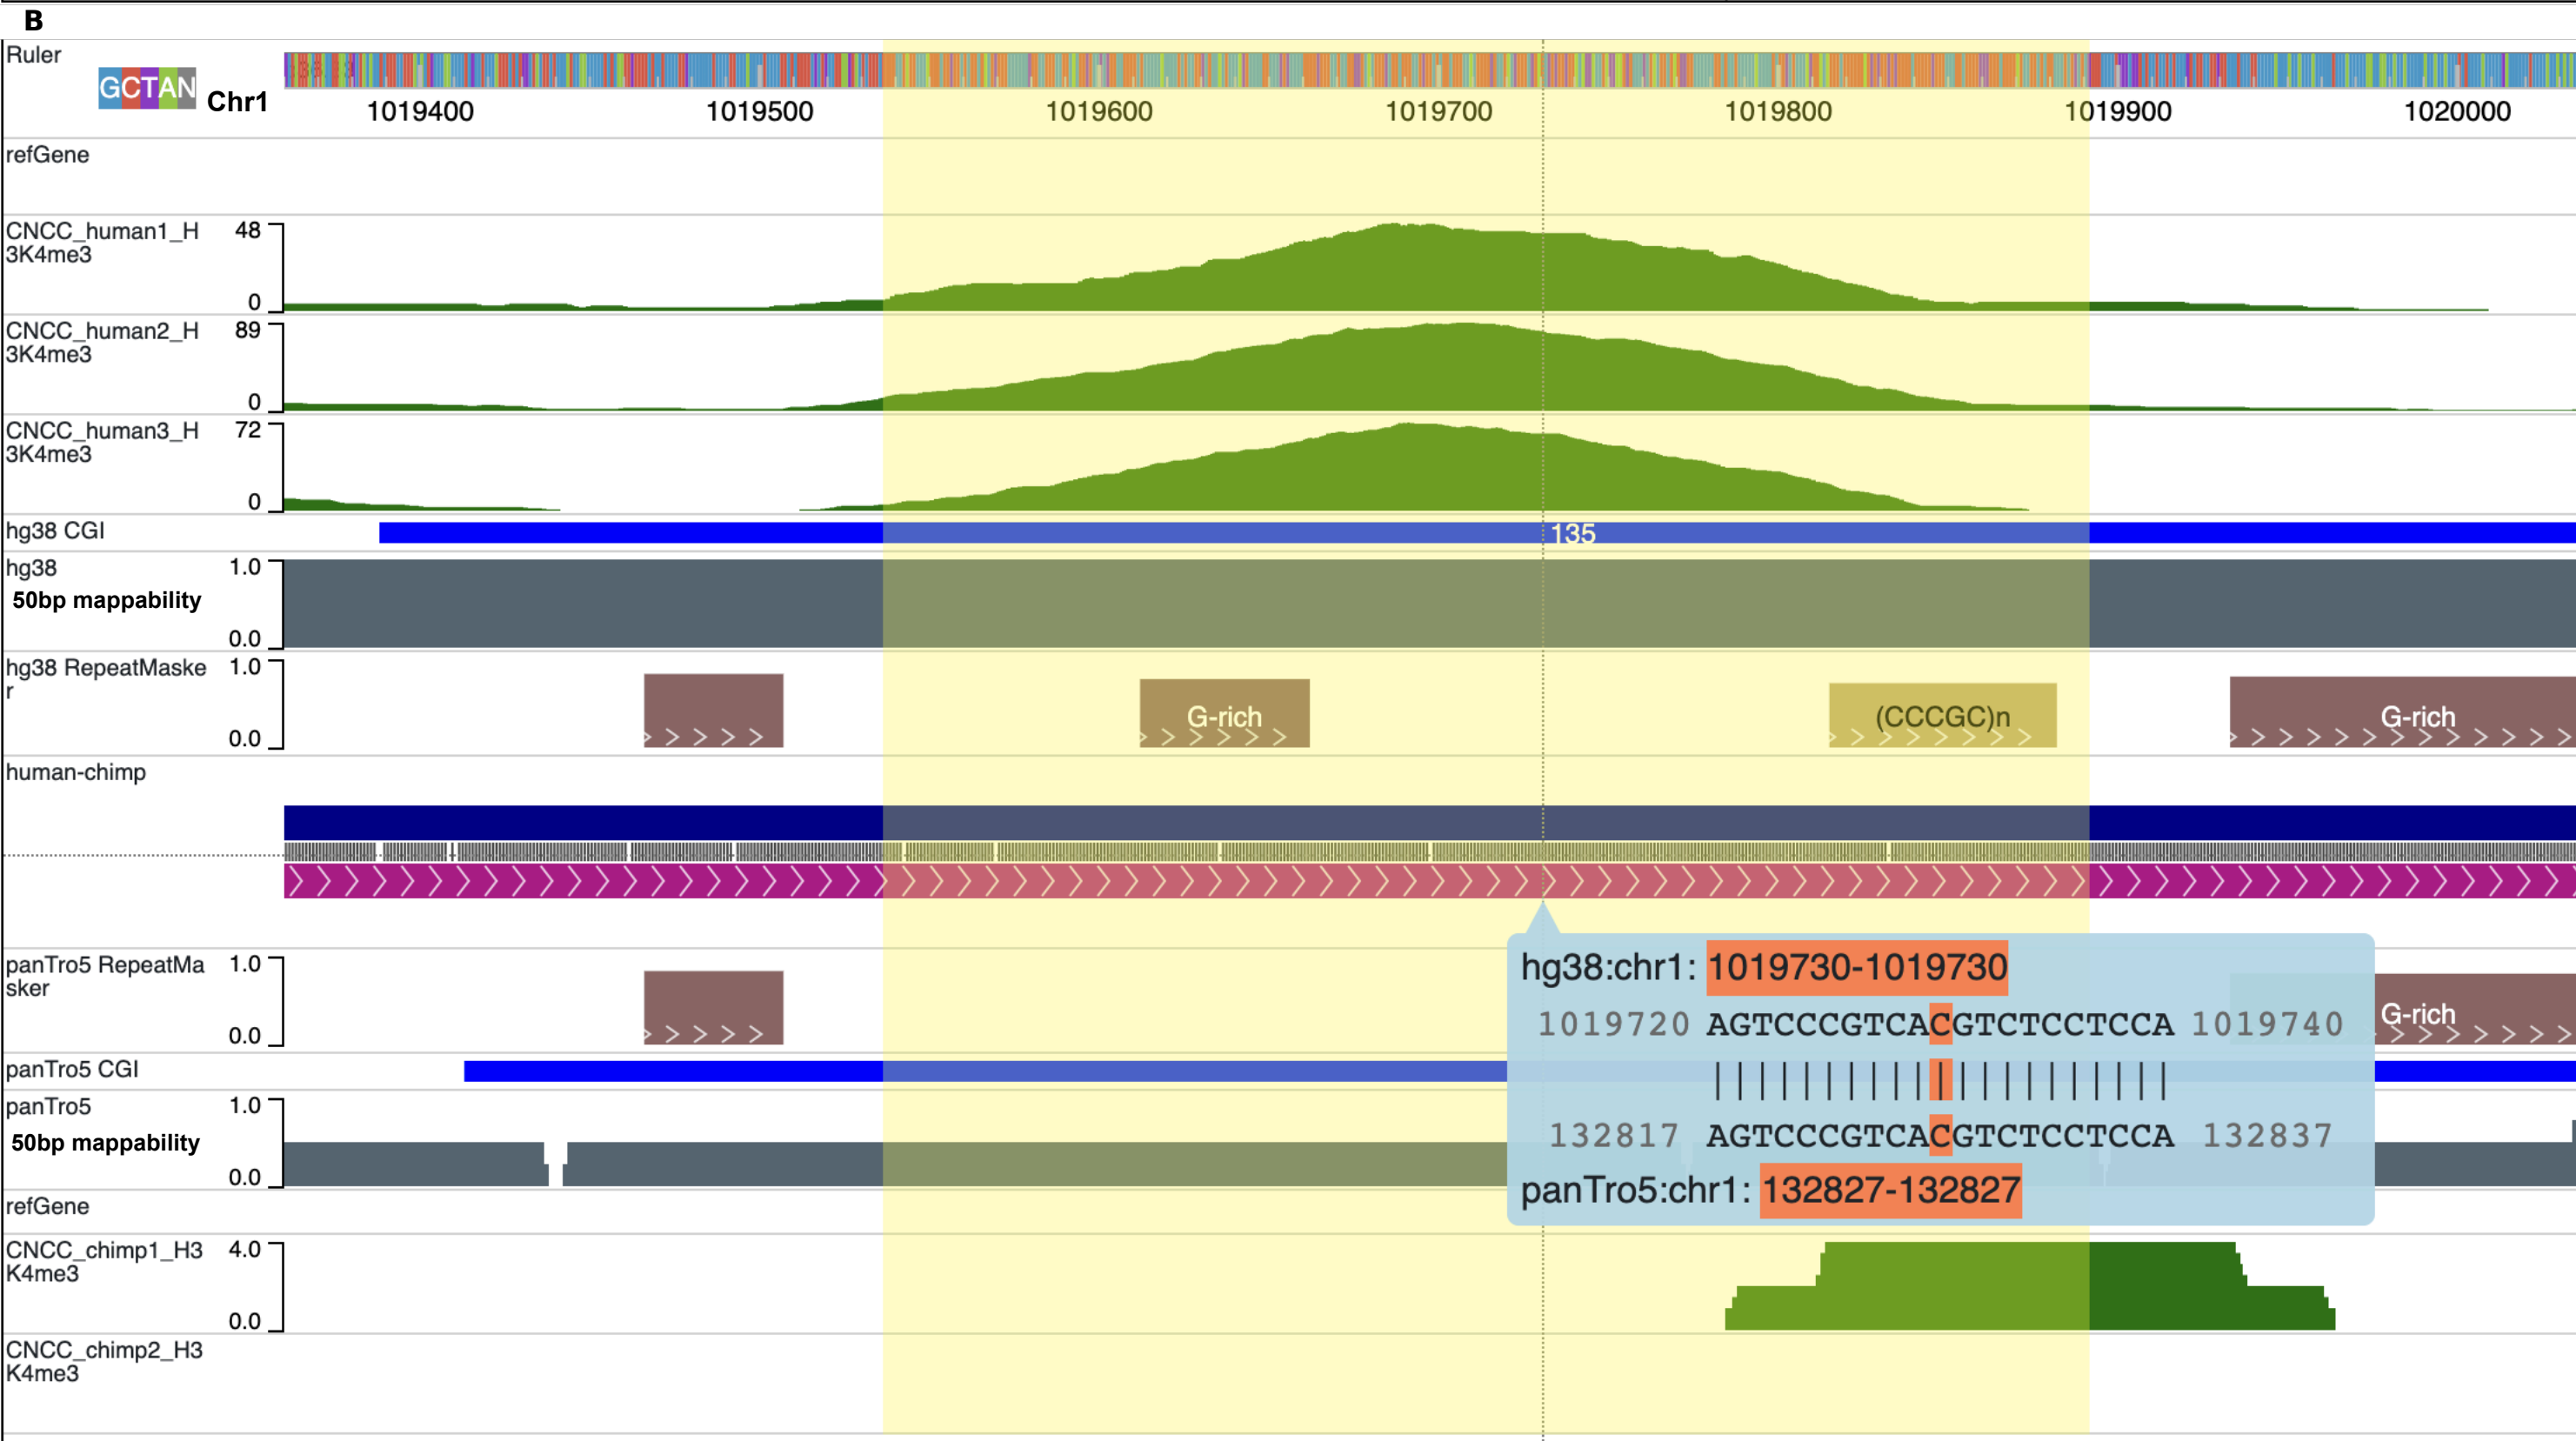 B
Ruler
GCTAN Chr1
1019400 1019500 1019600 1019700 1019800 1019900 1020000
refGene
CNCC_human1_H
3K4me3
48
0
CNCC_human2_H
3K4me3
89
0
CNCC_human3_H
3K4me3
72
0
hg38 CGI
135
hg38
50bp mappability
1.0
0.0
hg38 RepeatMaske
r
1.0
0.0
G-rich
(CCCGC)n
G-rich
human-chimp
hg38:chr1: 1019730-1019730
1019720 AGTCCCGTCACGTCTCCTCCA 1019740
132817 AGTCCCGTCACGTCTCCTCCA 132837
panTro5:chr1: 132827-132827
panTro5 RepeatMa
sker
1.0
0.0
G-rich
panTro5 CGI
panTro5
50bp mappability
1.0
0.0
refGene
CNCC_chimp1_H3
K4me3
4.0
0.0
CNCC_chimp2_H3
K4me3